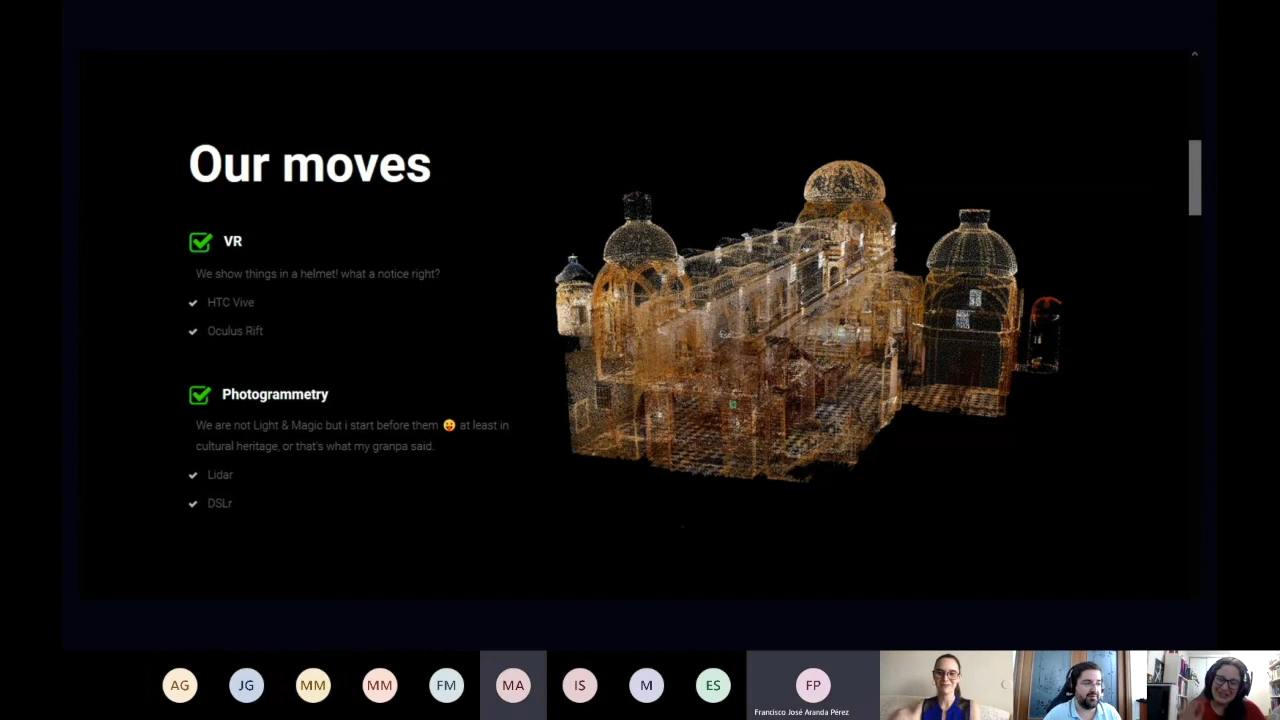 Our moves
VR
We show things in a helmet! what a notice right?
HTC Vive
Oculus Rift
Photogrammetry
We are not Light & Magic but i start before them 😛 at least in
cultural heritage, or that's what my granpa said.
Lidar
DSLr
AG JG MM MM FM MA IS M ES FP
Francisco José Aranda Pérez